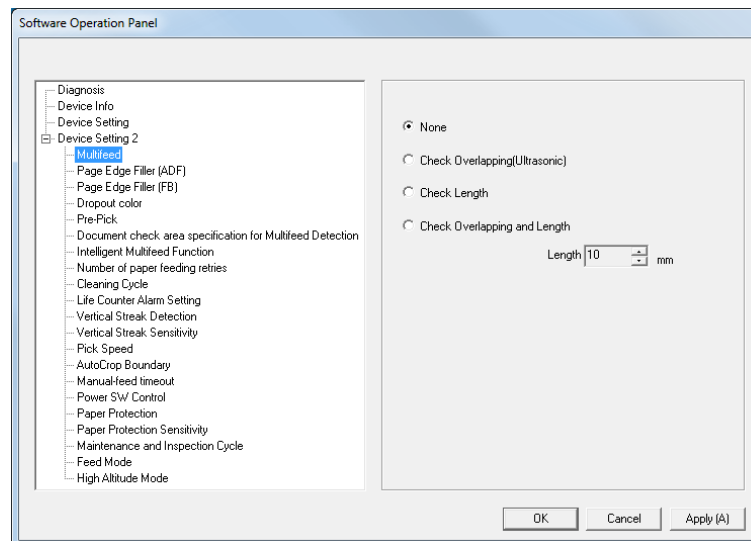 Software Operation Panel
Diagnosis
Device Info
Device Setting
Device Setting 2
Multifeed
Page Edge Filler (ADF)
Page Edge Filler (FB)
Dropout color
Pre-Pick
Document check area specification for Multifeed Detection
Intelligent Multifeed Function
Number of paper feeding retries
Cleaning Cycle
Life Counter Alarm Setting
Vertical Streak Detection
Vertical Streak Sensitivity
Pick Speed
AutoCrop Boundary
Manual-feed timeout
Power SW Control
Paper Protection
Paper Protection Sensitivity
Maintenance and Inspection Cycle
Feed Mode
High Altitude Mode
None
Check Overlapping(Ultrasonic)
Check Length
Check Overlapping and Length
Length 10 mm
OK Cancel Apply (A)